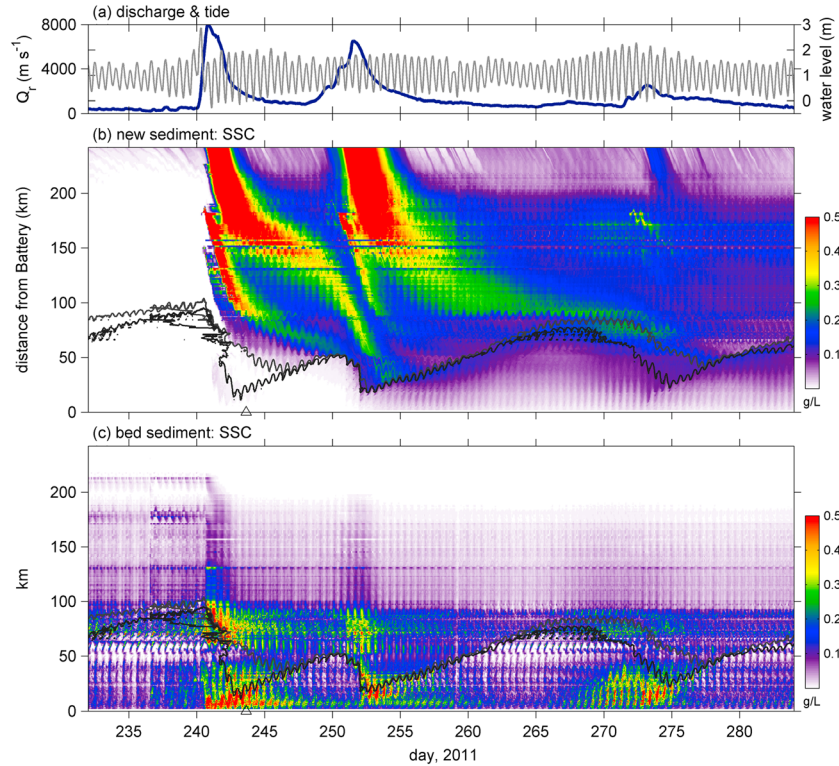 (a) discharge & tide
8000
4000
0
Qr (m s-1)
3
2
1
0
water level (m)
(b) new sediment: SSC
200
150
100
50
0
distance from Battery (km)
0.5
0.4
0.3
0.2
0.1
g/L
(c) bed sediment: SSC
200
150
100
50
0
km
0.5
0.4
0.3
0.2
0.1
g/L
235 240 245 250 255 260 265 270 275 280
day, 2011